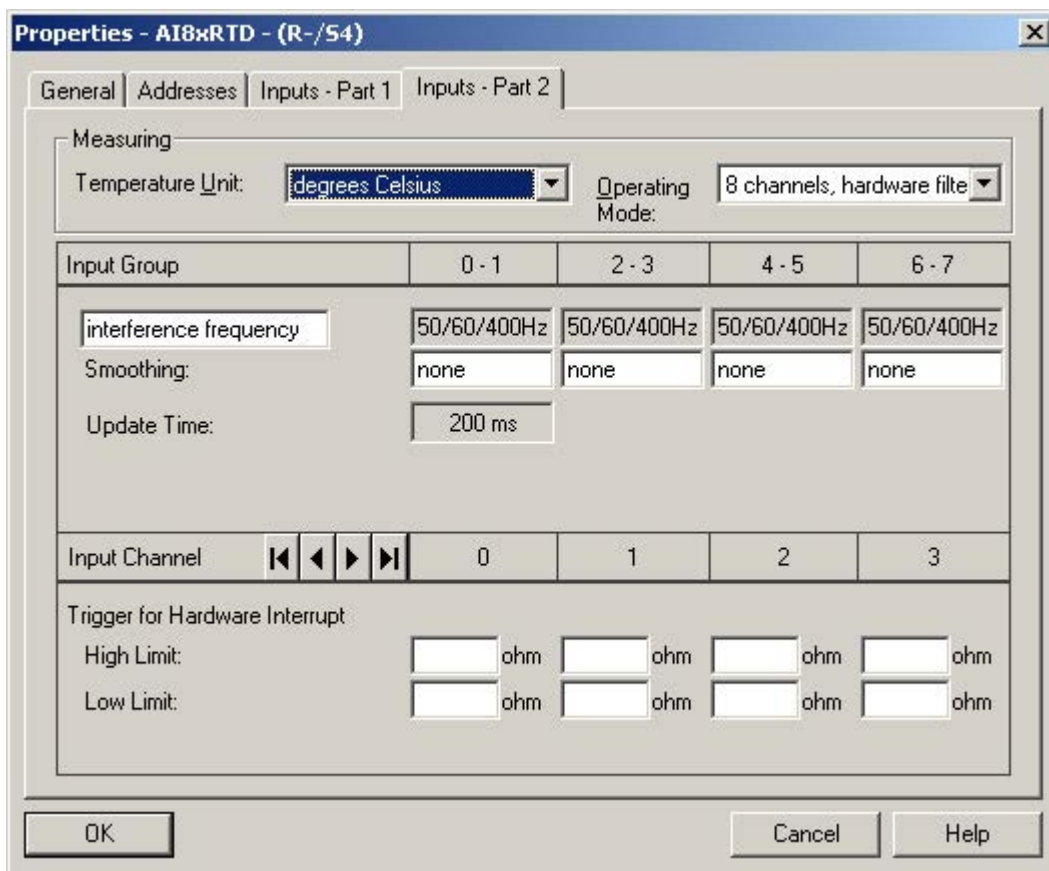 Properties - AI8xRTD - (R-/S4)
General Addresses Inputs - Part 1 Inputs - Part 2
Measuring
Temperature Unit: degrees Celsius Operating Mode: 8 channels, hardware filte
Input Group 0 - 1 2 - 3 4 - 5 6 - 7
interference frequency 50/60/400Hz 50/60/400Hz 50/60/400Hz 50/60/400Hz
Smoothing: none none none none
Update Time: 200 ms
Input Channel 0 1 2 3
Trigger for Hardware Interrupt
High Limit: ohm ohm ohm ohm
Low Limit: ohm ohm ohm ohm
OK Cancel Help